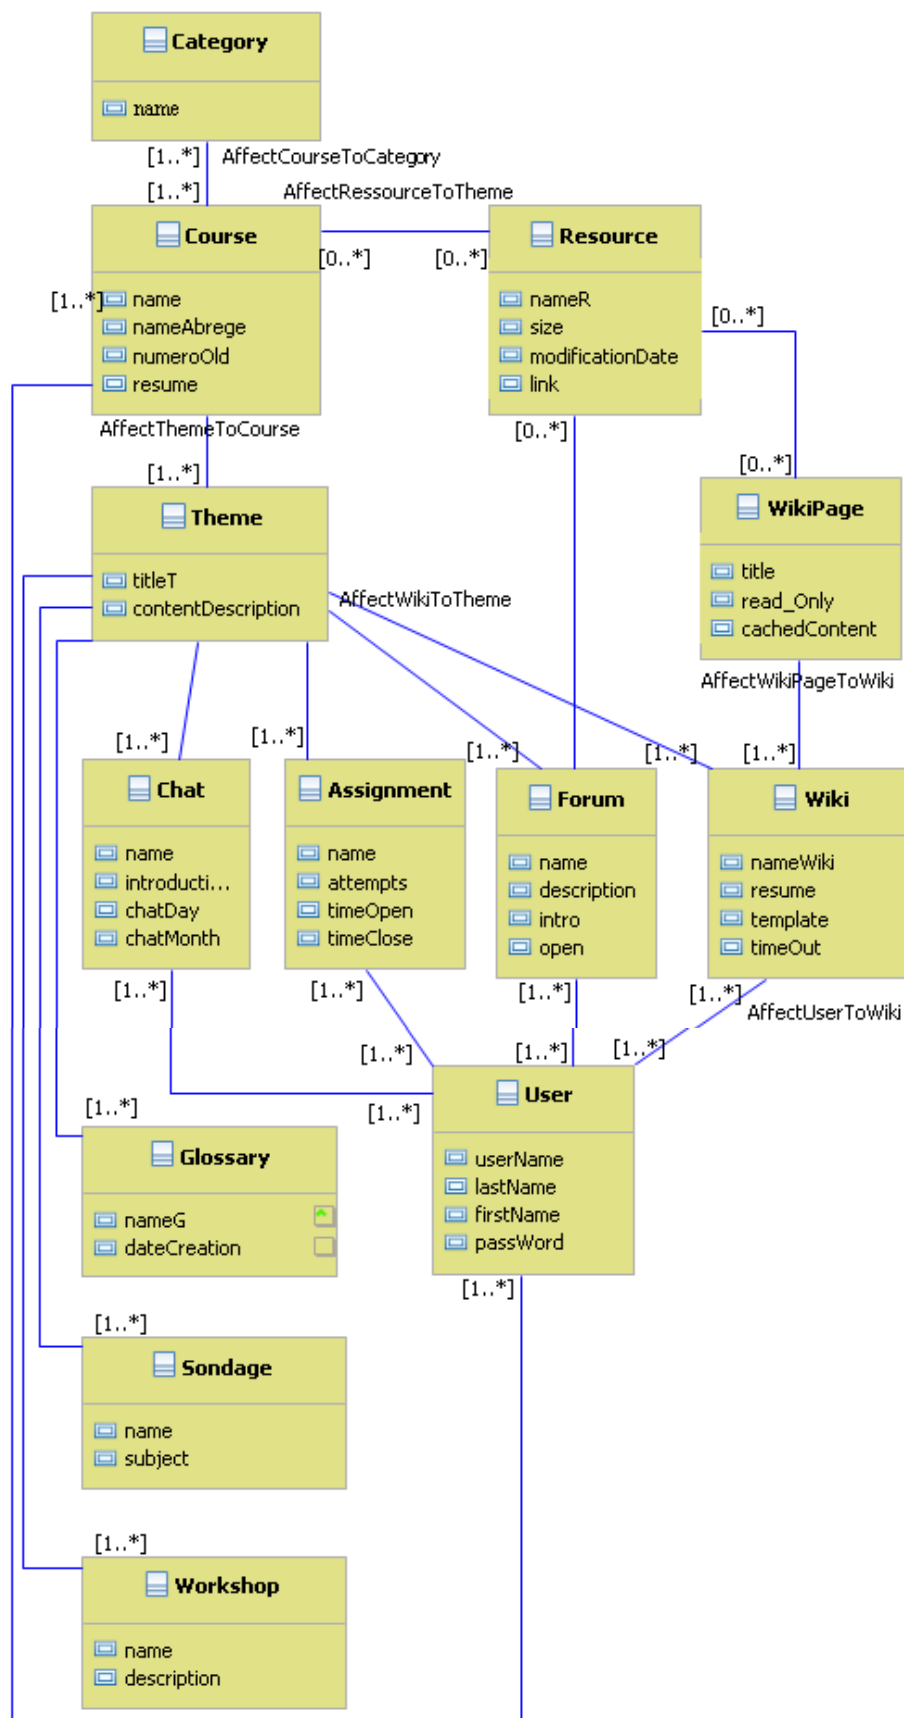 Category
name
[1..*]
AffectCourseToCategory
[1..*]
AffectRessourceToTheme
Course
[0..*]
[0..*]
Resource
[1..*]
name
nameAbrege
numeroOld
resume
nameR
size
modificationDate
link
[0..*]
AffectThemeToCourse
[0..*]
[1..*]
[0..*]
Theme
titleT
contentDescription
WikiPage
title
read_Only
cachedContent
AffectWikiToTheme
AffectWikiPageToWiki
[1..*]
[1..*]
[1..*]
[1..*]
[1..*]
Chat
name
introducti...
chatDay
chatMonth
Assignment
name
attempts
timeOpen
timeClose
Forum
name
description
intro
open
Wiki
nameWiki
resume
template
timeOut
[1..*]
[1..*]
[1..*]
[1..*]
AffectUserToWiki
[1..*]
[1..*]
[1..*]
[1..*]
User
userName
lastName
firstName
passWord
[1..*]
[1..*]
Glossary
nameG
dateCreation
[1..*]
Sondage
name
subject
[1..*]
Workshop
name
description